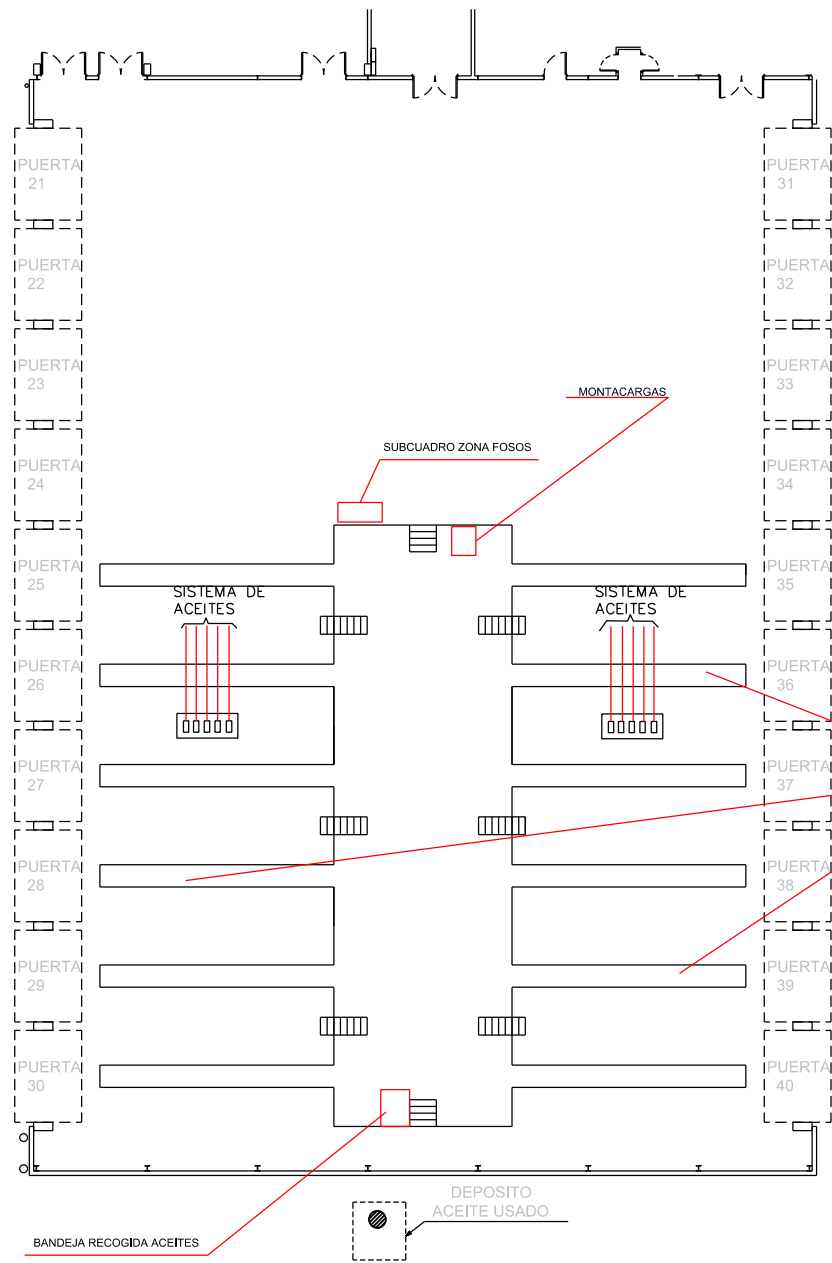 PUERTA
21
PUERTA
31
PUERTA
22
PUERTA
32
PUERTA
23
PUERTA
33
MONTACARGAS
PUERTA
24
SUBCUADRO ZONA FOSOS
PUERTA
34
PUERTA
25
PUERTA
35
SISTEMA DE
ACEITES
SISTEMA DE
ACEITES
PUERTA
26
PUERTA
36
PUERTA
27
PUERTA
37
PUERTA
28
PUERTA
38
PUERTA
29
PUERTA
39
PUERTA
30
PUERTA
40
DEPOSITO
ACEITE USADO
BANDEJA RECOGIDA ACEITES